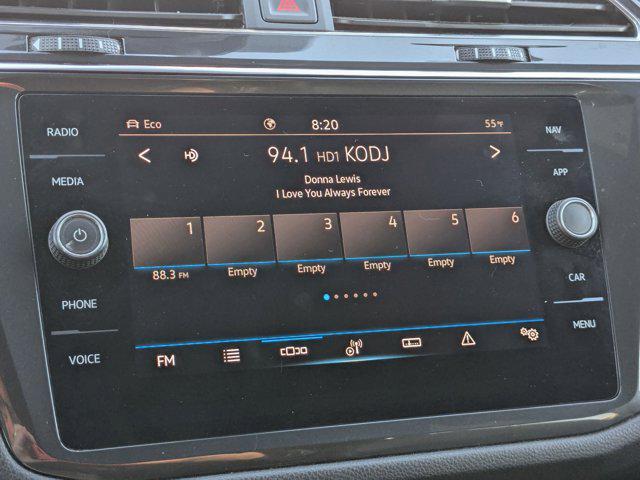 RADIO
MEDIA
PHONE
VOICE
Eco 8:20 55°F
94.1 HD1 KODJ
Donna Lewis
I Love You Always Forever
1 2 3 4 5 6
88.3 FM Empty Empty Empty Empty Empty
FM
NAV
APP
CAR
MENU